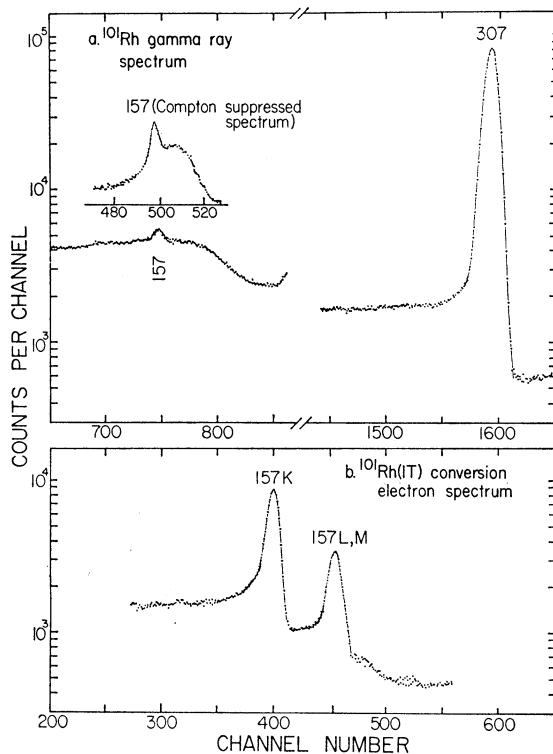 10⁵
a. ¹⁰¹Rh gamma ray
spectrum
307
157 (Compton suppressed
spectrum)
10⁴
480 500 520
157
10³
700 800 1500 1600
COUNTS PER CHANNEL
b. ¹⁰¹Rh(IT) conversion
electron spectrum
10⁴
157K
157L,M
10³
200 300 400 500 600
CHANNEL NUMBER